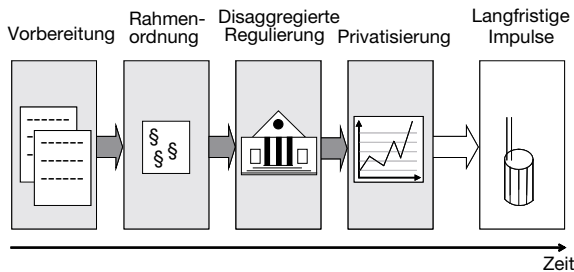 Vorbereitung
Rahmen-
ordnung
Disaggregierte
Regulierung
Privatisierung
Langfristige
Impulse
§
§ §
Zeit